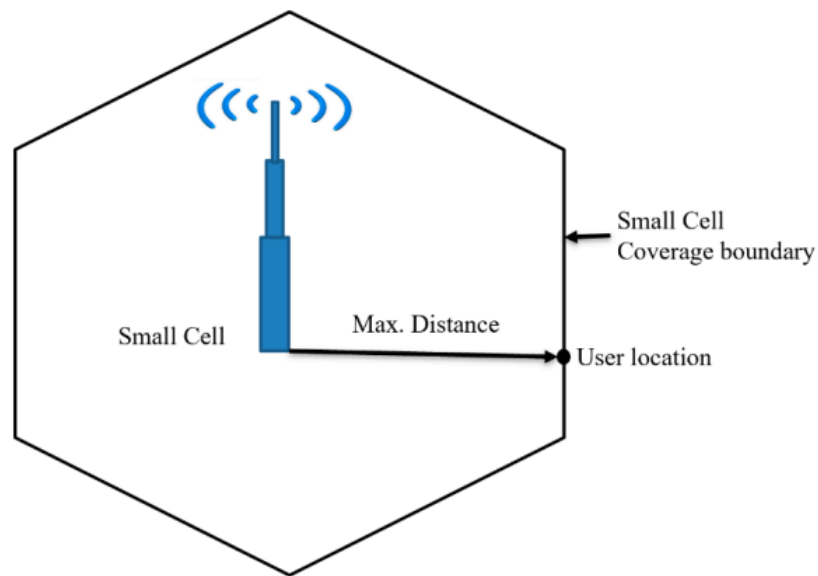 Small Cell
Coverage boundary
Max. Distance
Small Cell
User location